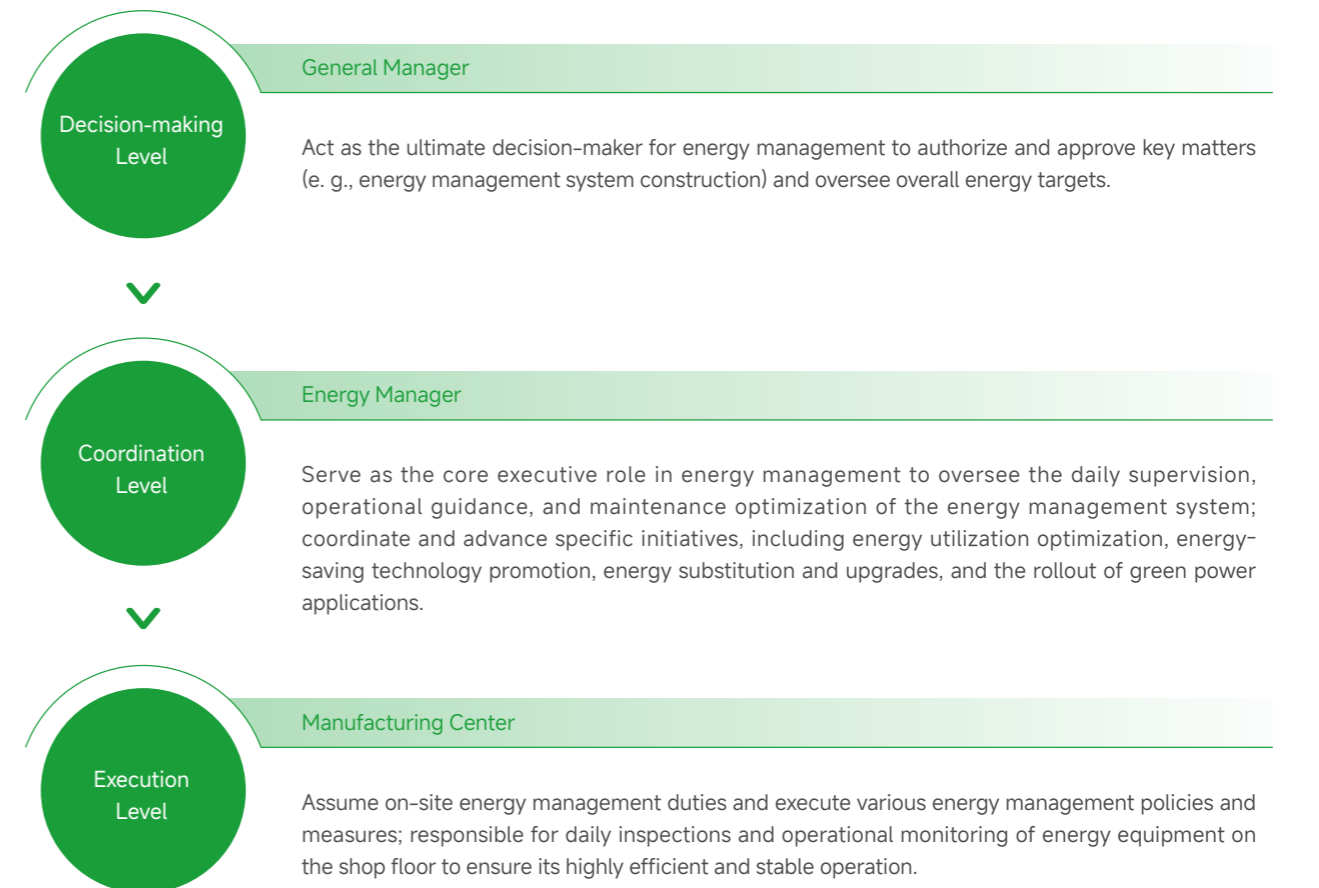 General Manager
Decision-making
Level
Act as the ultimate decision-maker for energy management to authorize and approve key matters
(e. g., energy management system construction) and oversee overall energy targets.
Energy Manager
Coordination
Level
Serve as the core executive role in energy management to oversee the daily supervision,
operational guidance, and maintenance optimization of the energy management system;
coordinate and advance specific initiatives, including energy utilization optimization, energy-
saving technology promotion, energy substitution and upgrades, and the rollout of green power
applications.
Manufacturing Center
Execution
Level
Assume on-site energy management duties and execute various energy management policies and
measures; responsible for daily inspections and operational monitoring of energy equipment on
the shop floor to ensure its highly efficient and stable operation.